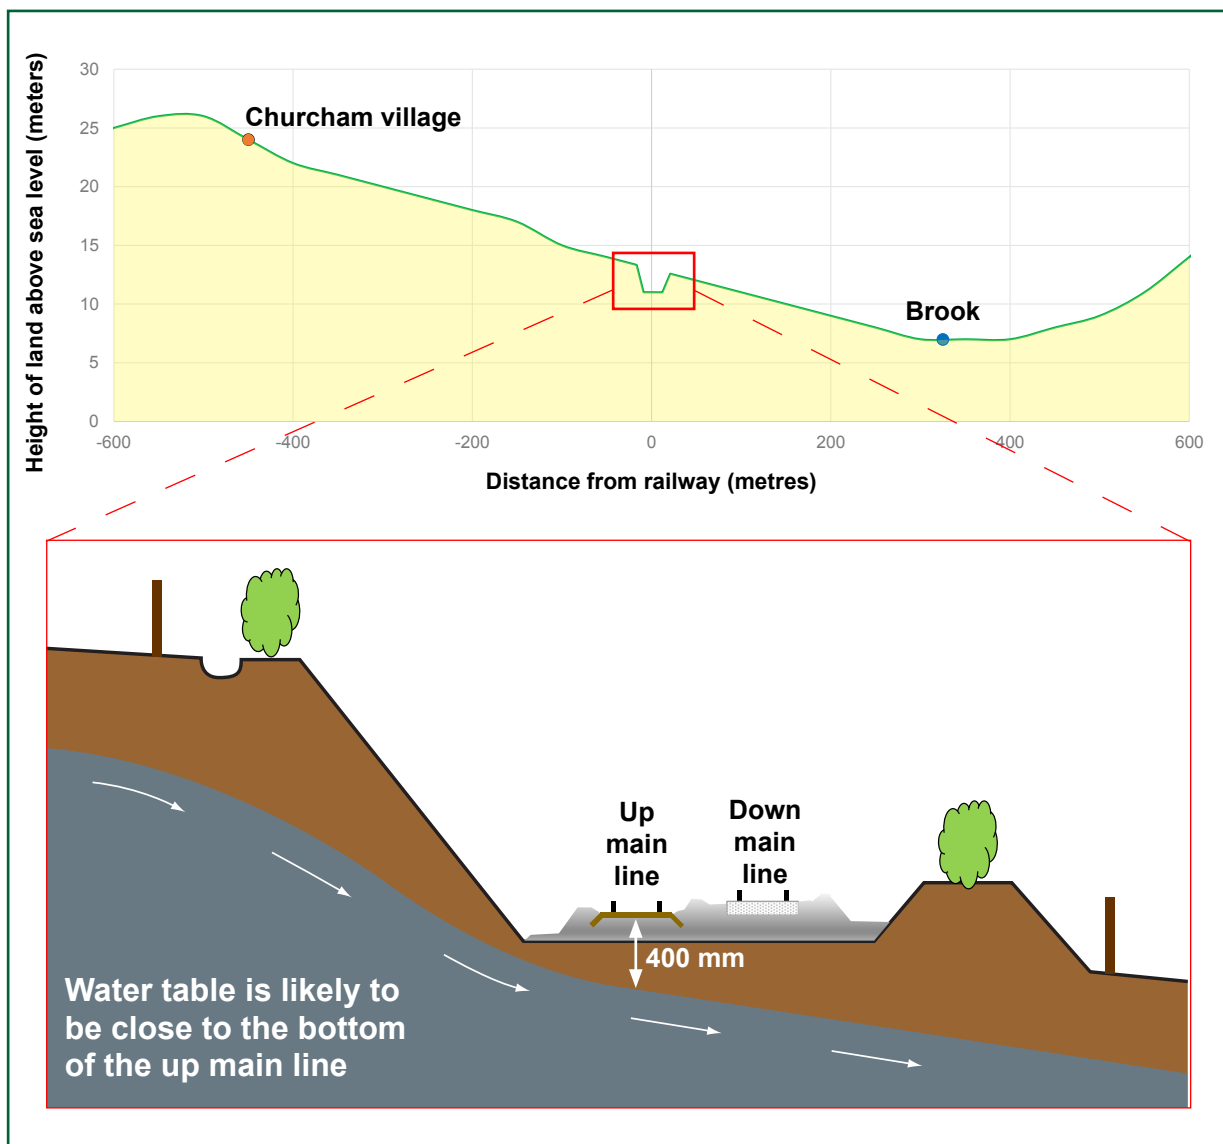 Height of land above sea level (meters)
30
25
20
15
10
5
0
Churcham village
Brook
-600
-400
-200
0
200
400
600
Distance from railway (metres)
Up
main
line
Down
main
line
400 mm
Water table is likely to
be close to the bottom
of the up main line